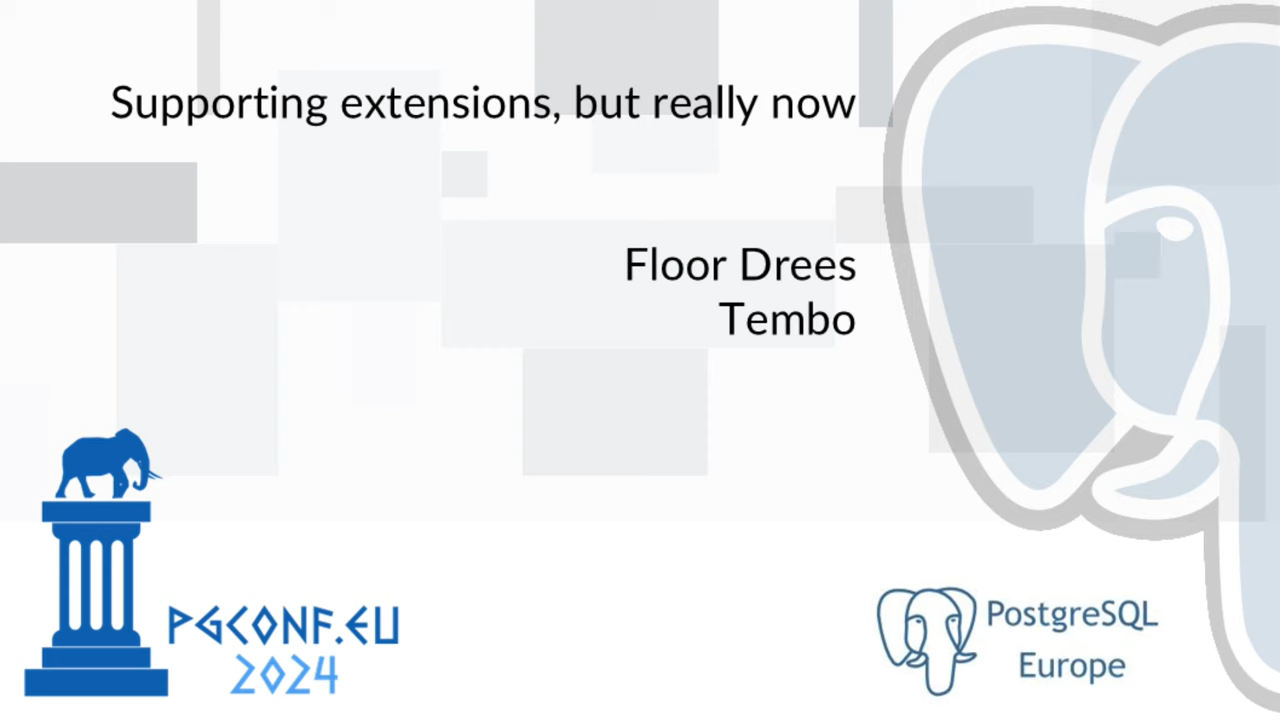 Supporting extensions, but really now
Floor Drees
Tembo
PGCONF.EU
2024
PostgreSQL
Europe